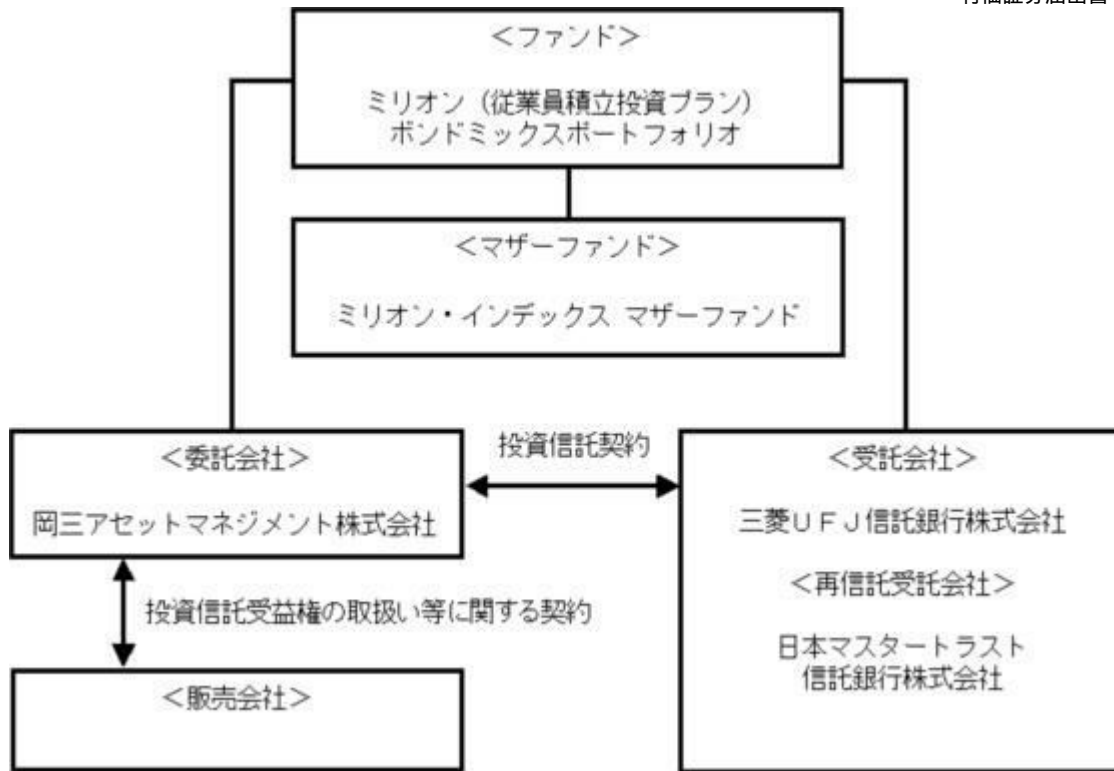 ＜ファンド＞
ミリオン（従業員積立投資プラン）
ボンドミックスポートフォリオ
＜マザーファンド＞
ミリオン・インデックス マザーファンド
＜委託会社＞
岡三アセットマネジメント株式会社
投資信託契約
＜受託会社＞
三菱ＵＦＪ信託銀行株式会社
＜再信託受託会社＞
日本マスタートラスト
信託銀行株式会社
投資信託受益権の取扱い等に関する契約
＜販売会社＞